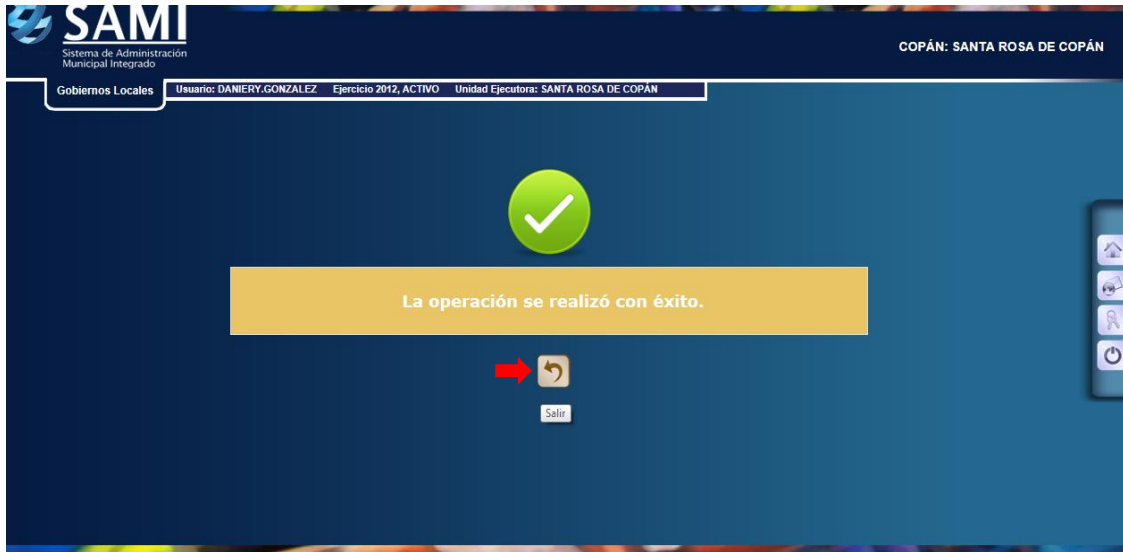 SAMI
Sistema de Administración
Municipal Integrado
COPÁN: SANTA ROSA DE COPÁN
Gobiernos Locales
Usuario: DANIERY.GONZALEZ Ejercicio 2012, ACTIVO Unidad Ejecutora: SANTA ROSA DE COPÁN
La operación se realizó con éxito.
Salir